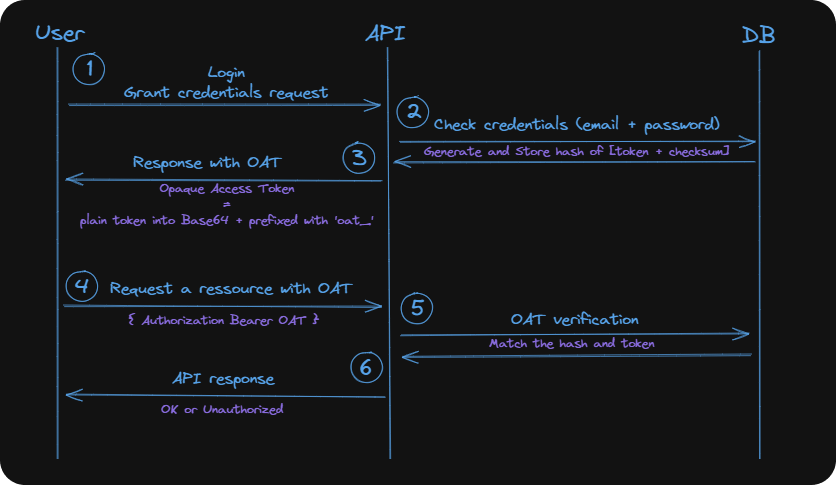 User
API
DB
1
Login
Grant credentials request
2
Check credentials (email + password)
Generate and Store hash of [token + checksum]
3
Response with OAT
Opaque Access Token
=
plain token into Base64 + prefixed with 'oat_'
4
Request a ressource with OAT
{ Authorization Bearer OAT }
5
OAT verification
Match the hash and token
6
API response
OK or Unauthorized